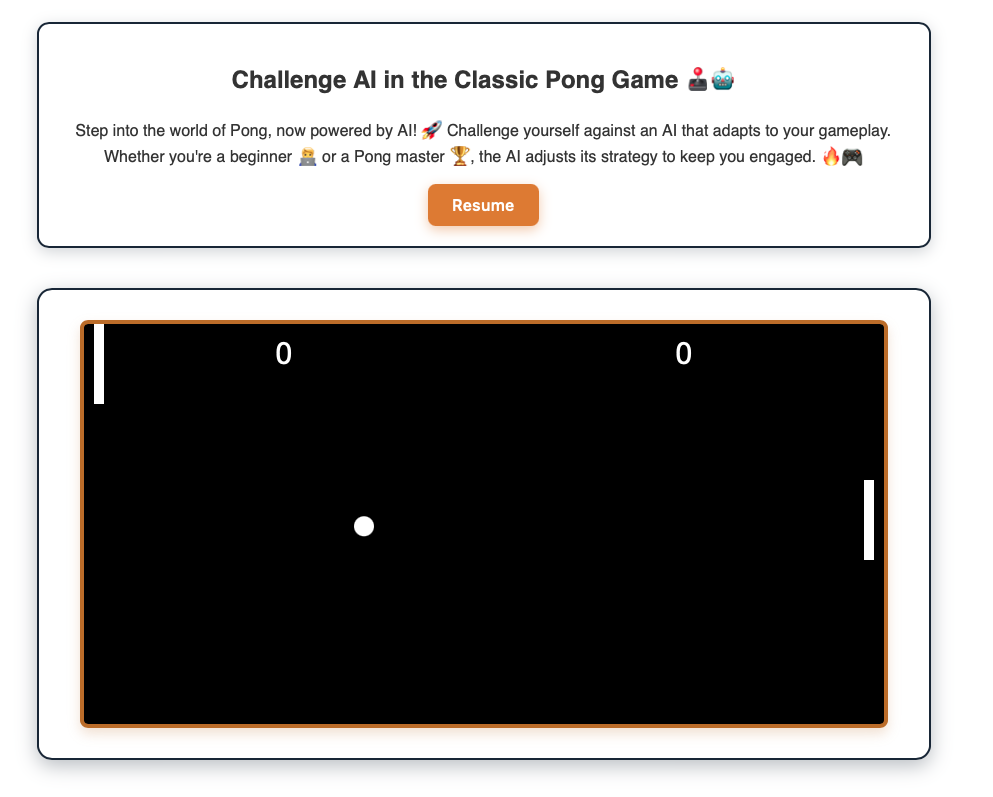 Challenge AI in the Classic Pong Game 🕹️🤖
Step into the world of Pong, now powered by AI! 🚀 Challenge yourself against an AI that adapts to your gameplay.
Whether you're a beginner 🧑‍💻 or a Pong master 🏆, the AI adjusts its strategy to keep you engaged. 🔥🎮
Resume
0 0